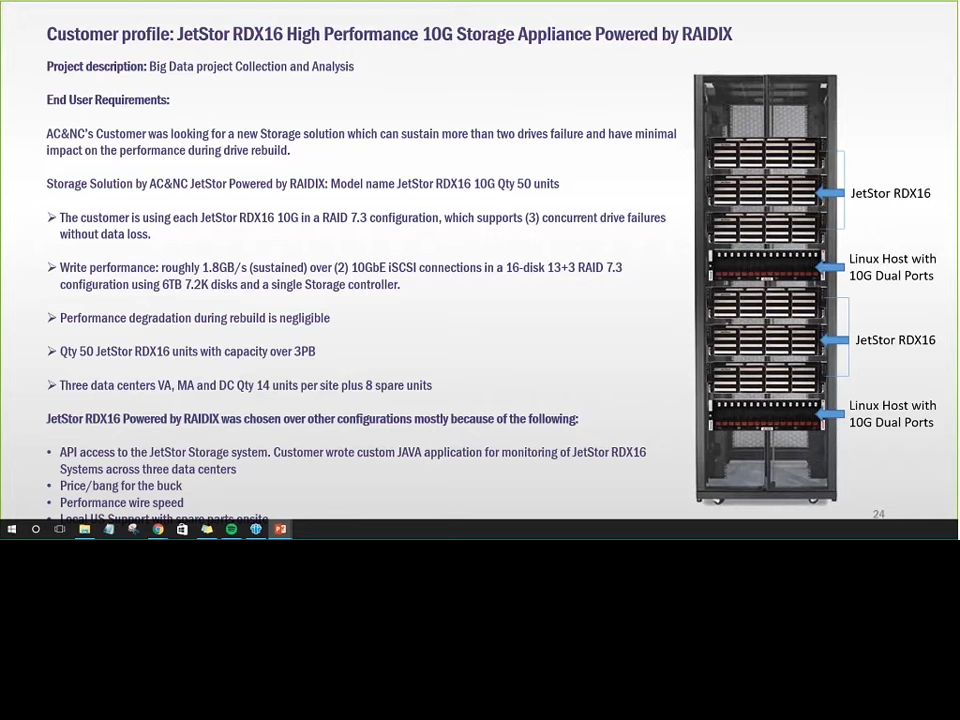 Customer profile: JetStor RDX16 High Performance 10G Storage Appliance Powered by RAIDIX
Project description: Big Data project Collection and Analysis
End User Requirements:
AC&NC's Customer was looking for a new Storage solution which can sustain more than two drives failure and have minimal
impact on the performance during drive rebuild.
Storage Solution by AC&NC JetStor Powered by RAIDIX: Model name JetStor RDX16 10G Qty 50 units
➢ The customer is using each JetStor RDX16 10G in a RAID 7.3 configuration, which supports (3) concurrent drive failures
without data loss.
➢ Write performance: roughly 1.8GB/s (sustained) over (2) 10GbE iSCSI connections in a 16-disk 13+3 RAID 7.3
configuration using 6TB 7.2K disks and a single Storage controller.
➢ Performance degradation during rebuild is negligible
➢ Qty 50 JetStor RDX16 units with capacity over 3PB
➢ Three data centers VA, MA and DC Qty 14 units per site plus 8 spare units
JetStor RDX16 Powered by RAIDIX was chosen over other configurations mostly because of the following:
• API access to the JetStor Storage system. Customer wrote custom JAVA application for monitoring of JetStor RDX16
Systems across three data centers
• Price/bang for the buck
• Performance wire speed
• Local US Support with spare parts onsite
JetStor RDX16
Linux Host with
10G Dual Ports
JetStor RDX16
Linux Host with
10G Dual Ports
24